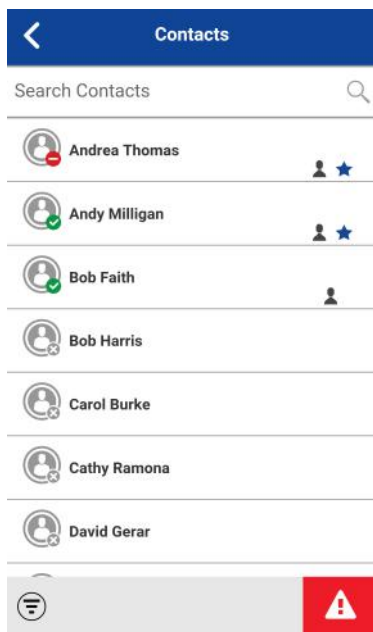 Contacts
Search Contacts
Andrea Thomas
Andy Milligan
Bob Faith
Bob Harris
Carol Burke
Cathy Ramona
David Gerar